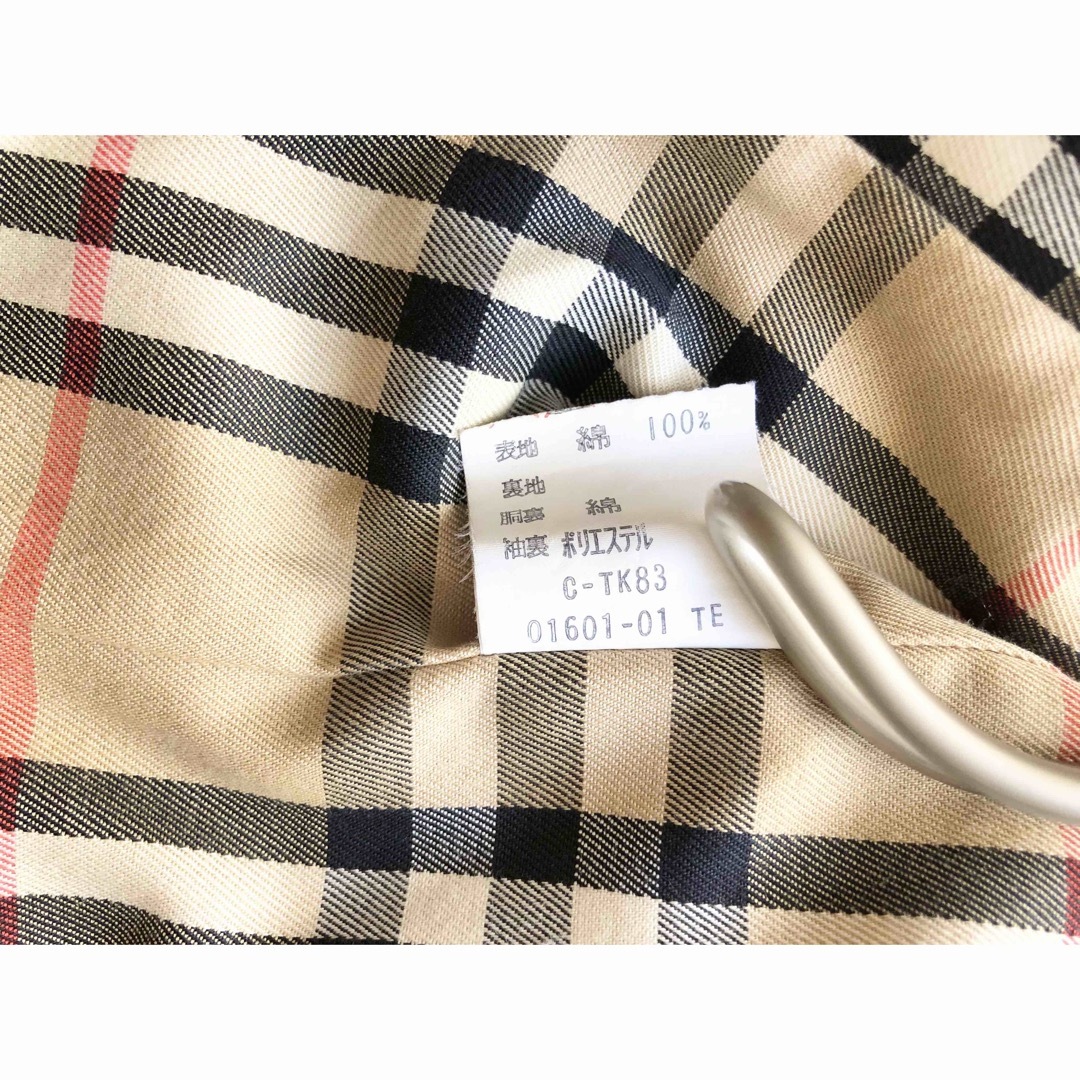 表地 綿 100%
裏地
胴裏 綿
袖裏 ポリエステル
C-TK83
01601-01 TE